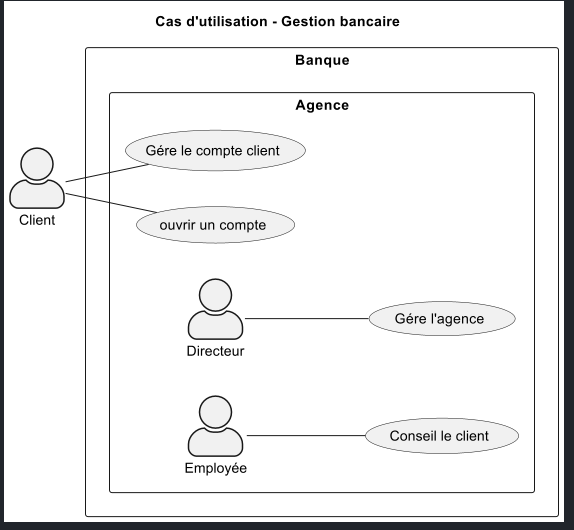 Cas d'utilisation - Gestion bancaire
Banque
Agence
Gére le compte client
Client
ouvrir un compte
Directeur
Gére l'agence
Employée
Conseil le client